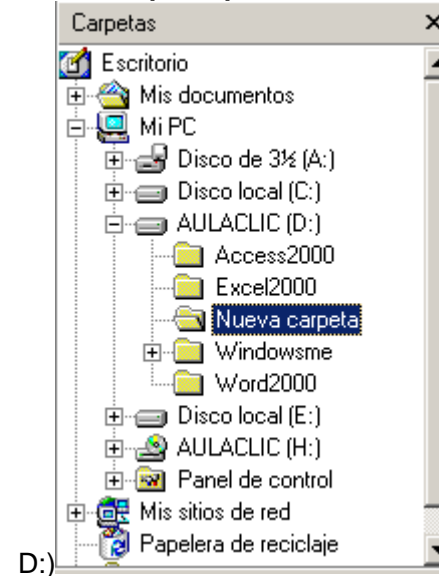 Carpetas
Escritorio
Mis documentos
Mi PC
Disco de 3½ (A:)
Disco local (C:)
AULACLIC (D:)
Access2000
Excel2000
Nueva carpeta
Windowsme
Word2000
Disco local (E:)
AULACLIC (H:)
Panel de control
Mis sitios de red
Papelera de reciclaje
D:)